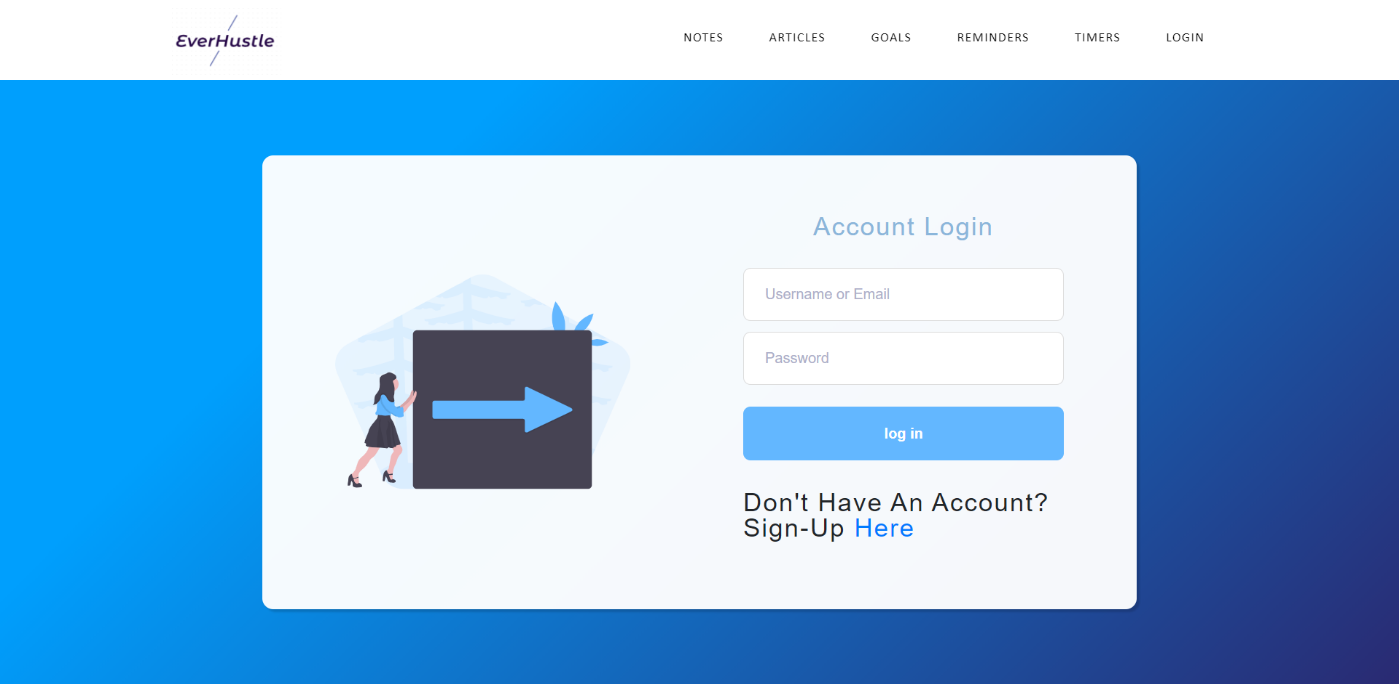 EverHustle
NOTES ARTICLES GOALS REMINDERS TIMERS LOGIN
Account Login
Username or Email
Password
log in
Don't Have An Account?
Sign-Up Here